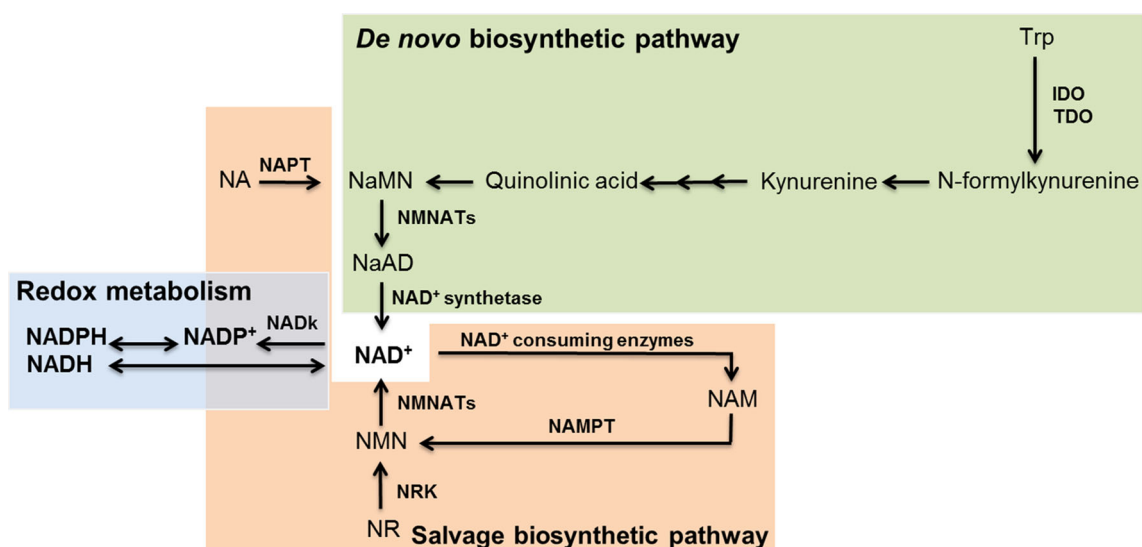 De novo biosynthetic pathway
Trp
IDO
TDO
NA
NAPT
NaMN
Quinolinic acid
Kynurenine
N-formylkynurenine
NMNATs
NaAD
NAD⁺ synthetase
Redox metabolism
NADPH
NADP⁺
NADk
NADH
NAD⁺
NAD⁺ consuming enzymes
NAM
NMNATs
NAMPT
NMN
NRK
NR
Salvage biosynthetic pathway